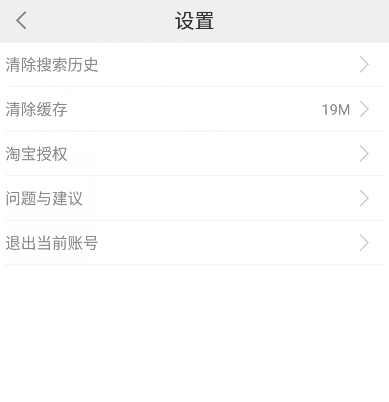 设置
清除搜索历史
清除缓存 19M
淘宝授权
问题与建议
退出当前账号